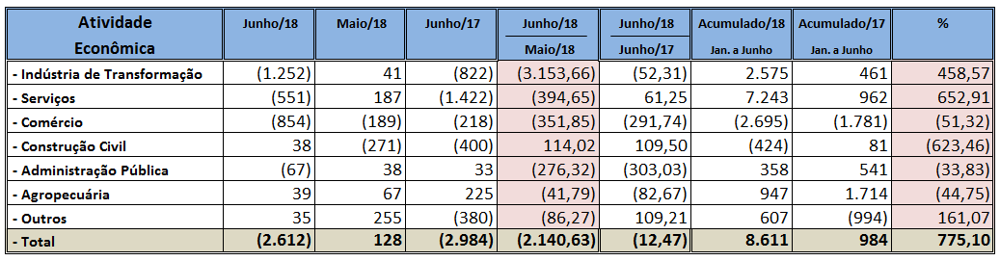 Atividade Econômica | Junho/18 | Maio/18 | Junho/17 | Junho/18 Maio/18 | Junho/18 Junho/17 | Acumulado/18 Jan. a Junho | Acumulado/17 Jan. a Junho | %
- Indústria de Transformação | (1.252) | 41 | (822) | (3.153,66) | (52,31) | 2.575 | 461 | 458,57
- Serviços | (551) | 187 | (1.422) | (394,65) | 61,25 | 7.243 | 962 | 652,91
- Comércio | (854) | (189) | (218) | (351,85) | (291,74) | (2.695) | (1.781) | (51,32)
- Construção Civil | 38 | (271) | (400) | 114,02 | 109,50 | (424) | 81 | (623,46)
- Administração Pública | (67) | 38 | 33 | (276,32) | (303,03) | 358 | 541 | (33,83)
- Agropecuária | 39 | 67 | 225 | (41,79) | (82,67) | 947 | 1.714 | (44,75)
- Outros | 35 | 255 | (380) | (86,27) | 109,21 | 607 | (994) | 161,07
- Total | (2.612) | 128 | (2.984) | (2.140,63) | (12,47) | 8.611 | 984 | 775,10